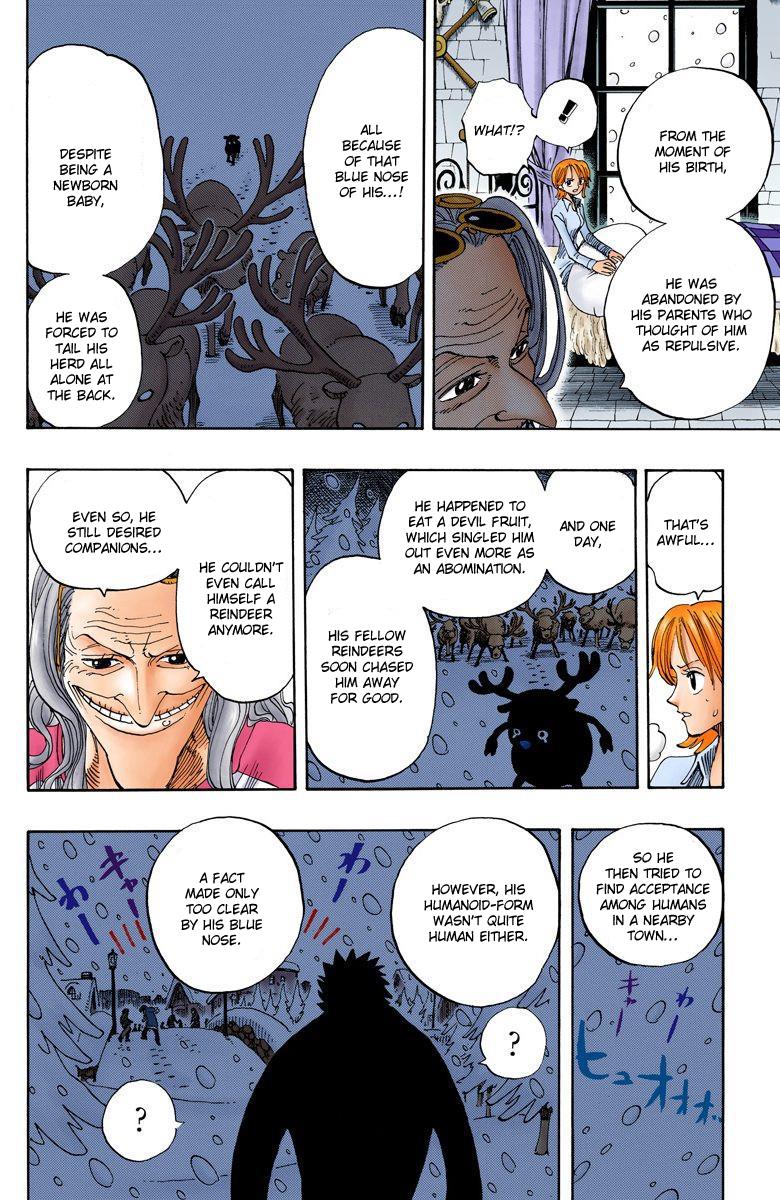 !
WHAT!?
FROM THE
MOMENT OF
HIS BIRTH,
HE WAS
ABANDONED BY
HIS PARENTS WHO
THOUGHT OF HIM
AS REPULSIVE.
ALL
BECAUSE
OF THAT
BLUE NOSE
OF HIS...!
DESPITE
BEING A
NEWBORN
BABY,
HE WAS
FORCED TO
TAIL HIS
HERD ALL
ALONE AT
THE BACK.
THAT'S
AWFUL...
AND ONE
DAY,
HE HAPPENED TO
EAT A DEVIL FRUIT,
WHICH SINGLED HIM
OUT EVEN MORE AS
AN ABOMINATION.
HIS FELLOW
REINDEERS
SOON CHASED
HIM AWAY
FOR GOOD.
HE COULDN'T
EVEN CALL
HIMSELF A
REINDEER
ANYMORE.
EVEN SO, HE
STILL DESIRED
COMPANIONS...
SO HE
THEN TRIED TO
FIND ACCEPTANCE
AMONG HUMANS
IN A NEARBY
TOWN...
わー
キャー
ヒュオオオ..
HOWEVER, HIS
HUMANOID-FORM
WASN'T QUITE
HUMAN EITHER.
A FACT
MADE ONLY
TOO CLEAR
BY HIS BLUE
NOSE.
わー
キャー
わー
?
?